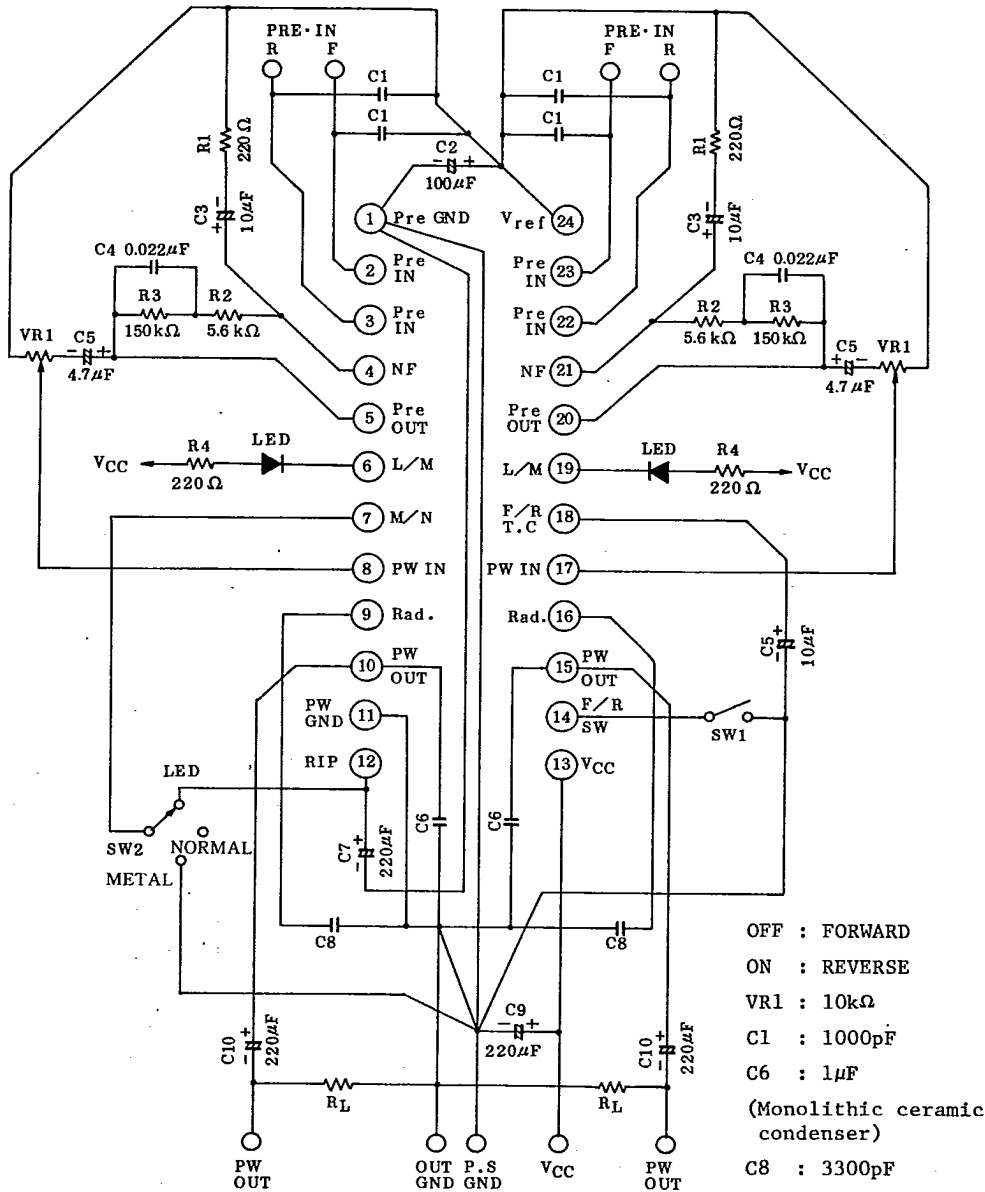 PRE·IN
R F
C1
C1
R1
220Ω
C3
10μF
- +
C4 0.022μF
R3
150kΩ
R2
5.6kΩ
VR1
C5
- +
4.7μF
C2
- +
100μF
PRE·IN
F R
C1
C1
R1
220Ω
C3
10μF
- +
C4 0.022μF
R2
5.6kΩ
R3
150kΩ
C5
+ -
4.7μF
VR1
1 Pre GND
Vref 24
2 Pre IN
Pre IN 23
3 Pre IN
Pre IN 22
4 NF
NF 21
5 Pre OUT
Pre OUT 20
VCC R4 220Ω LED
6 L/M
L/M 19
LED R4 220Ω VCC
7 M/N
F/R T.C 18
8 PW IN
PW IN 17
9 Rad.
Rad. 16
10 PW OUT
PW OUT 15
PW GND 11
14 F/R SW
RIP 12
13 VCC
C5
+ -
10μF
SW1
LED
SW2
NORMAL
METAL
C7
+ -
220μF
C6
C6
C8
C8
C9
- +
220μF
C10
+ -
220μF
C10
+ -
220μF
RL
RL
PW OUT
OUT GND
P.S GND
VCC
PW OUT
OFF : FORWARD
ON : REVERSE
VR1 : 10kΩ
C1 : 1000pF
C6 : 1μF
(Monolithic ceramic
condenser)
C8 : 3300pF